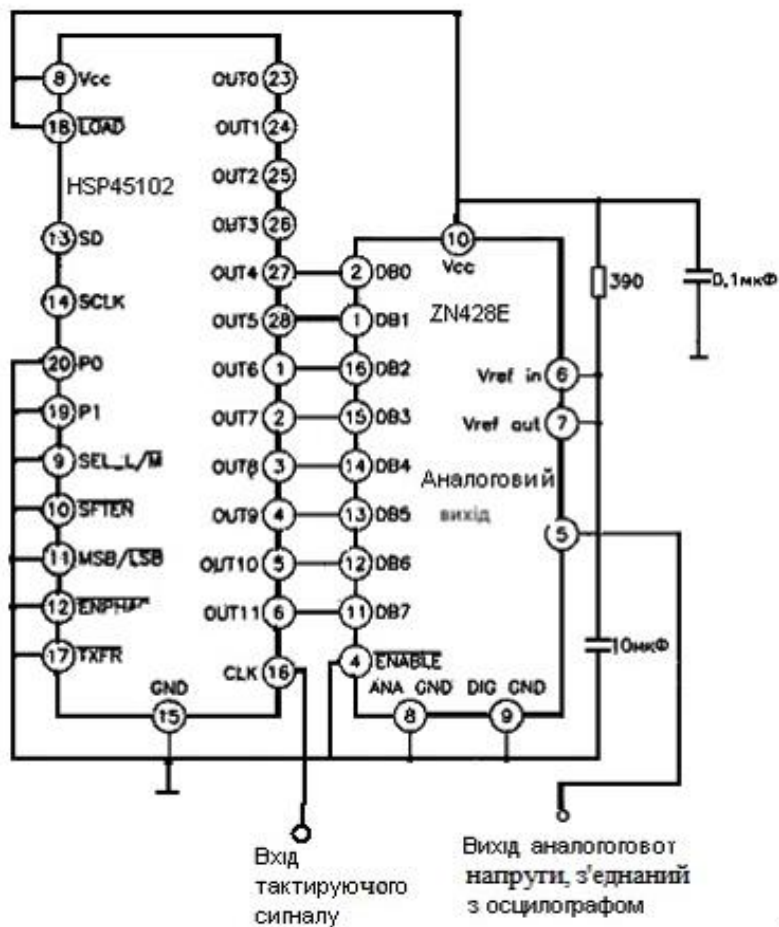 8 Vcc
18 LOAD
HSP45102
13 SD
14 SCLK
20 P0
19 P1
9 SEL_L/M
10 SFTEN
11 MSB/LSB
12 ENPHA
17 TXFR
GND
15
OUT0 23
OUT1 24
OUT2 25
OUT3 26
OUT4 27
OUT5 28
OUT6 1
OUT7 2
OUT8 3
OUT9 4
OUT10 5
OUT11 6
CLK 16
10
Vcc
ZN428E
2 DB0
1 DB1
16 DB2
15 DB3
14 DB4
13 DB5
12 DB6
11 DB7
4 ENABLE
Vref in 6
Vref out 7
Аналоговий
вихід
5
ANA GND DIG GND
8 9
390
0,1мкФ
10мкФ
Вхід
тактируючого
сигналу
Вихід аналогогової
напруги, з'єднаний
з осцилографом